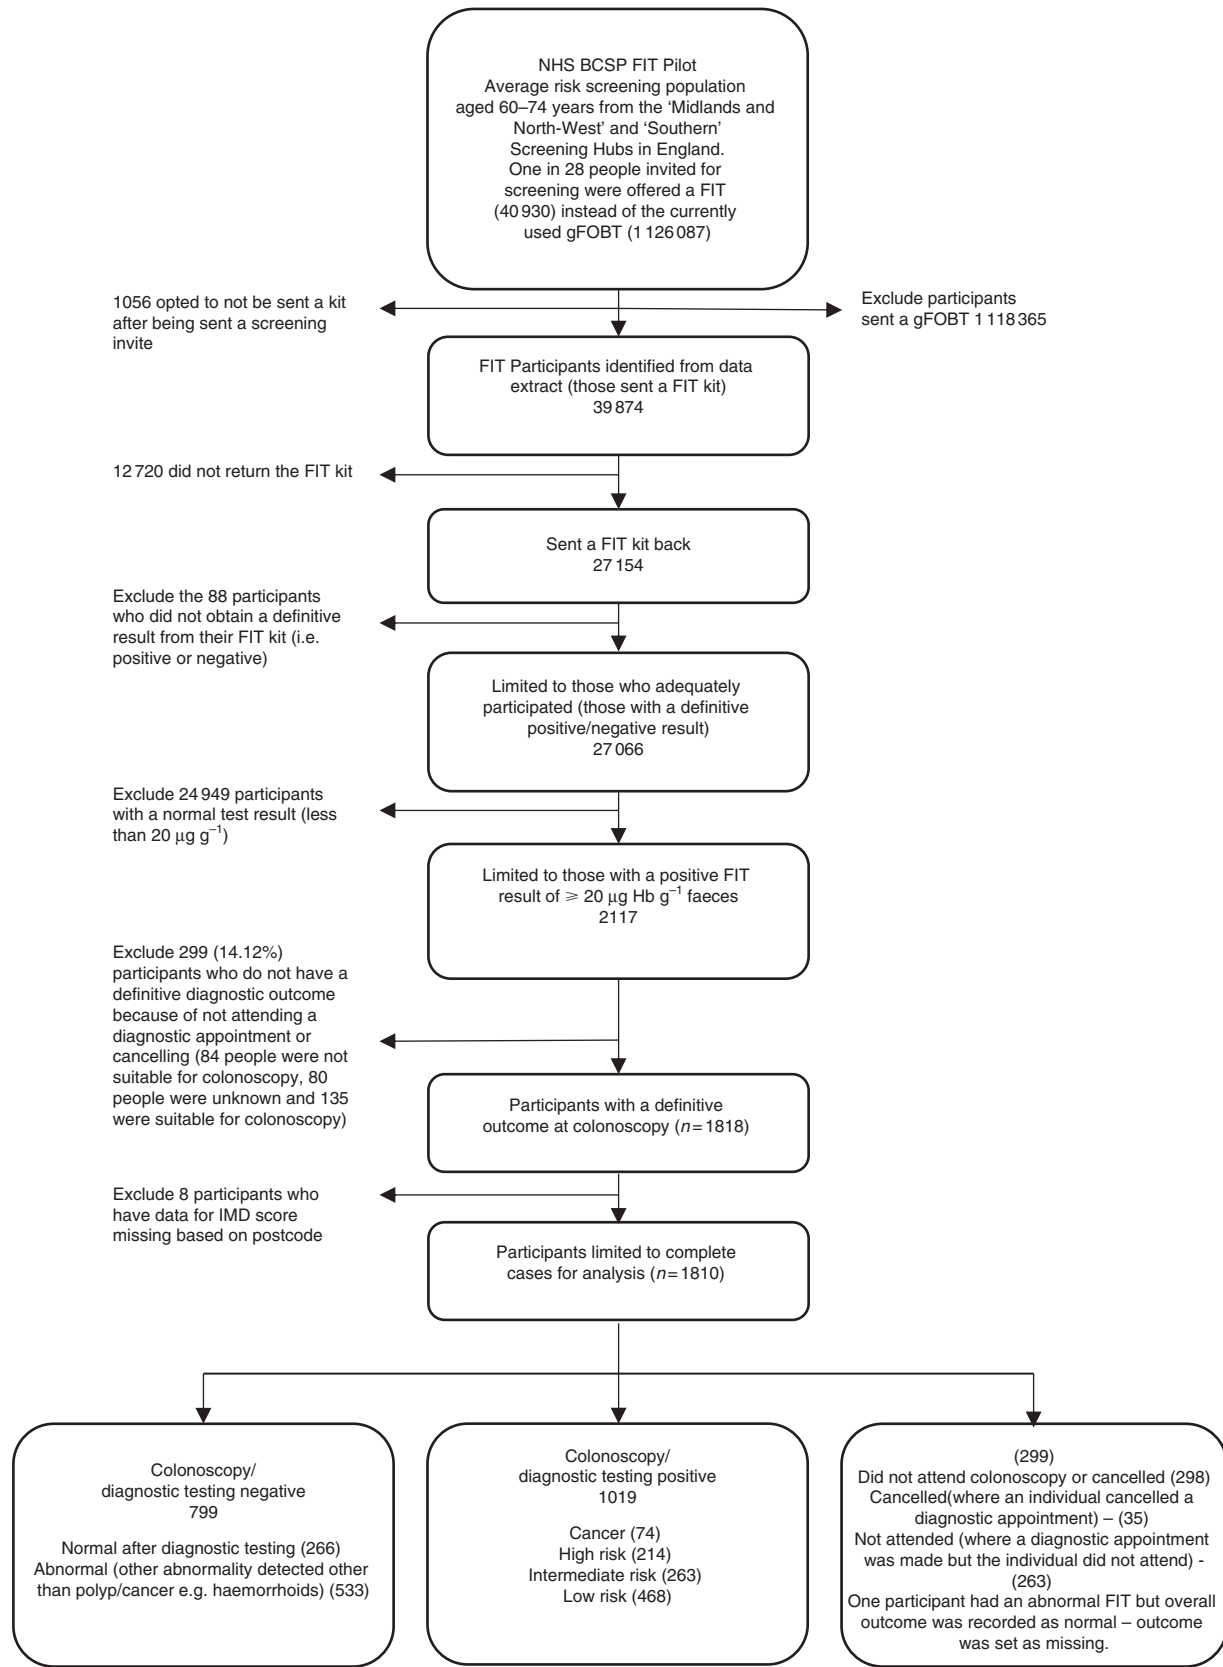 NHS BCSP FIT Pilot
Average risk screening population
aged 60–74 years from the ‘Midlands and
North-West’ and ‘Southern’
Screening Hubs in England.
One in 28 people invited for
screening were offered a FIT
(40 930) instead of the currently
used gFOBT (1 126 087)
1056 opted to not be sent a kit
after being sent a screening
invite
Exclude participants
sent a gFOBT 1 118 365
FIT Participants identified from data
extract (those sent a FIT kit)
39 874
12 720 did not return the FIT kit
Sent a FIT kit back
27 154
Exclude the 88 participants
who did not obtain a definitive
result from their FIT kit (i.e.
positive or negative)
Limited to those who adequately
participated (those with a definitive
positive/negative result)
27 066
Exclude 24 949 participants
with a normal test result (less
than 20 μg g⁻¹)
Limited to those with a positive FIT
result of ⩾ 20 μg Hb g⁻¹ faeces
2117
Exclude 299 (14.12%)
participants who do not have a
definitive diagnostic outcome
because of not attending a
diagnostic appointment or
cancelling (84 people were not
suitable for colonoscopy, 80
people were unknown and 135
were suitable for colonoscopy)
Participants with a definitive
outcome at colonoscopy (n = 1818)
Exclude 8 participants who
have data for IMD score
missing based on postcode
Participants limited to complete
cases for analysis (n = 1810)
Colonoscopy/
diagnostic testing negative
799
Normal after diagnostic testing (266)
Abnormal (other abnormality detected other
than polyp/cancer e.g. haemorrhoids) (533)
Colonoscopy/
diagnostic testing positive
1019
Cancer (74)
High risk (214)
Intermediate risk (263)
Low risk (468)
(299)
Did not attend colonoscopy or cancelled (298)
Cancelled(where an individual cancelled a
diagnostic appointment) – (35)
Not attended (where a diagnostic appointment
was made but the individual did not attend) -
(263)
One participant had an abnormal FIT but overall
outcome was recorded as normal – outcome
was set as missing.